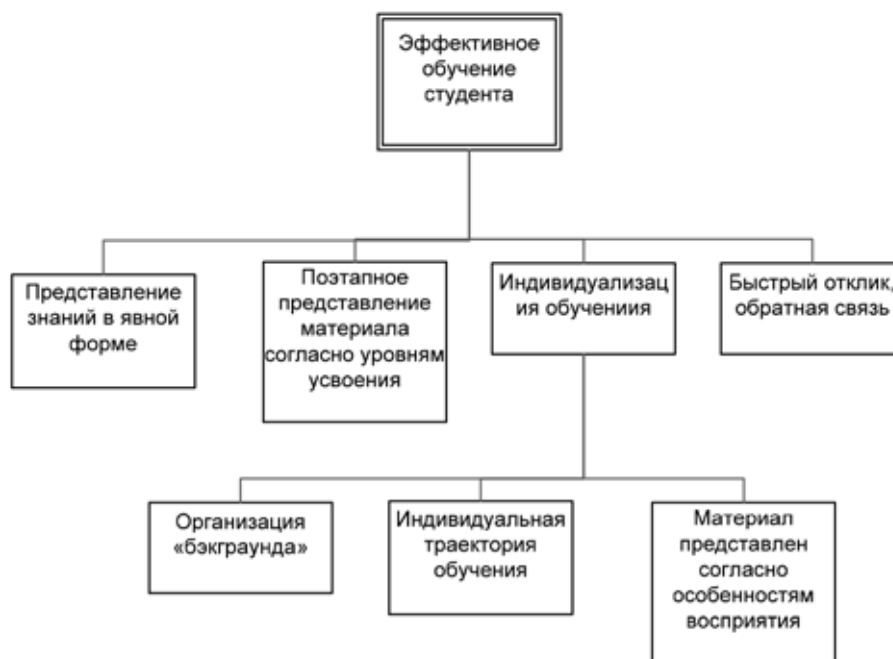 Эффективное
обучение
студента
Представление
знаний в явной
форме
Поэтапное
представление
материала
согласно уровням
усвоения
Индивидуализац
ия обучениия
Быстрый отклик,
обратная связь
Организация
«бэкграунда»
Индивидуальная
траектория
обучения
Материал
представлен
согласно
особенностям
восприятия